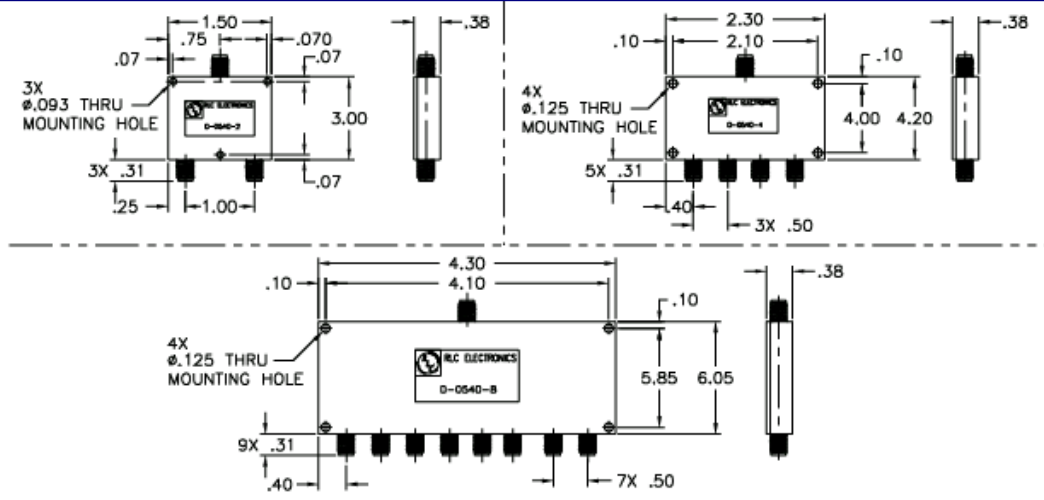 1.50
.38
.75
.070
.07
.07
3X
ø.093 THRU
MOUNTING HOLE
RLC ELECTRONICS
D-0540-2
3.00
3X .31
.07
.25
1.00
2.30
.38
.10
2.10
.10
4X
ø.125 THRU
MOUNTING HOLE
RLC ELECTRONICS
D-0540-4
4.00
4.20
5X .31
.40
3X .50
4.30
.38
.10
4.10
.10
4X
ø.125 THRU
MOUNTING HOLE
RLC ELECTRONICS
D-0540-8
5.85
6.05
9X .31
.40
7X .50